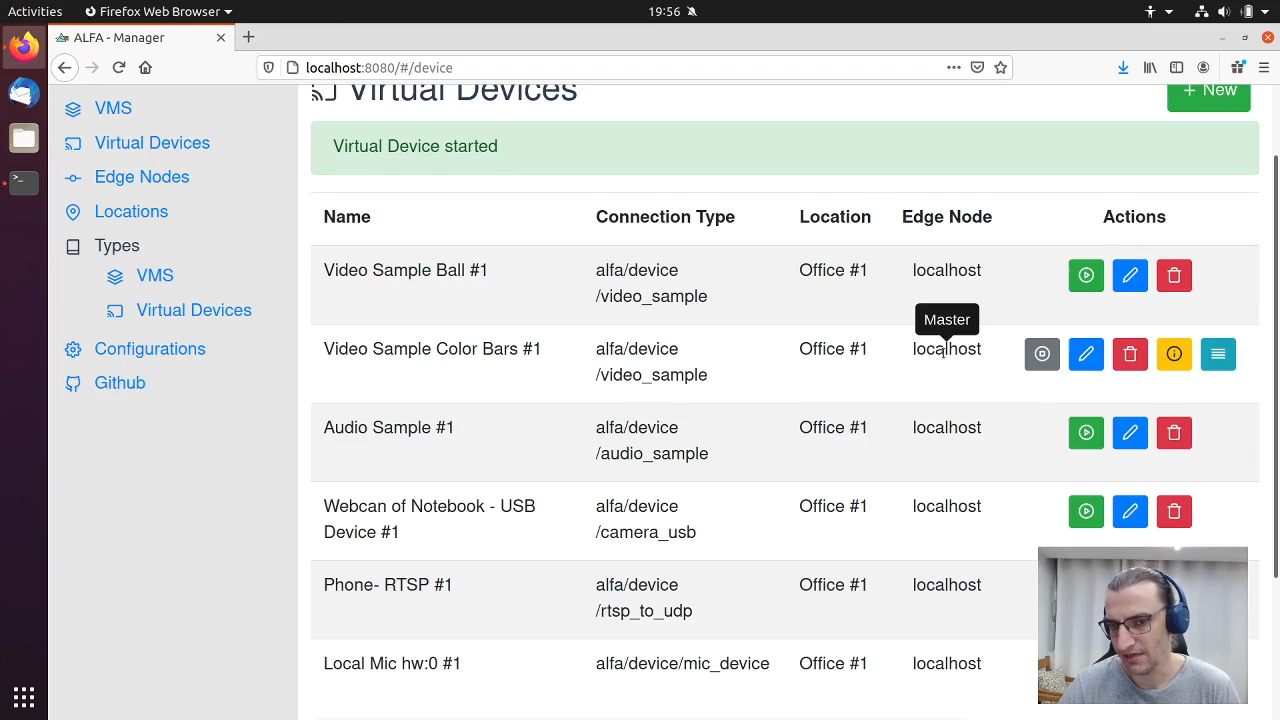 Activities
Firefox Web Browser
19:56
ALFA - Manager
localhost:8080/#/device
VMS
Virtual Devices
Edge Nodes
Locations
Types
VMS
Virtual Devices
Configurations
Github
Virtual Devices
+ New
Virtual Device started
Name Connection Type Location Edge Node Actions
Video Sample Ball #1 alfa/device Office #1 localhost
/video_sample
Master
Video Sample Color Bars #1 alfa/device Office #1 localhost
/video_sample
Audio Sample #1 alfa/device Office #1 localhost
/audio_sample
Webcan of Notebook - USB alfa/device Office #1 localhost
Device #1 /camera_usb
Phone- RTSP #1 alfa/device Office #1 localhost
/rtsp_to_udp
Local Mic hw:0 #1 alfa/device/mic_device Office #1 localhost